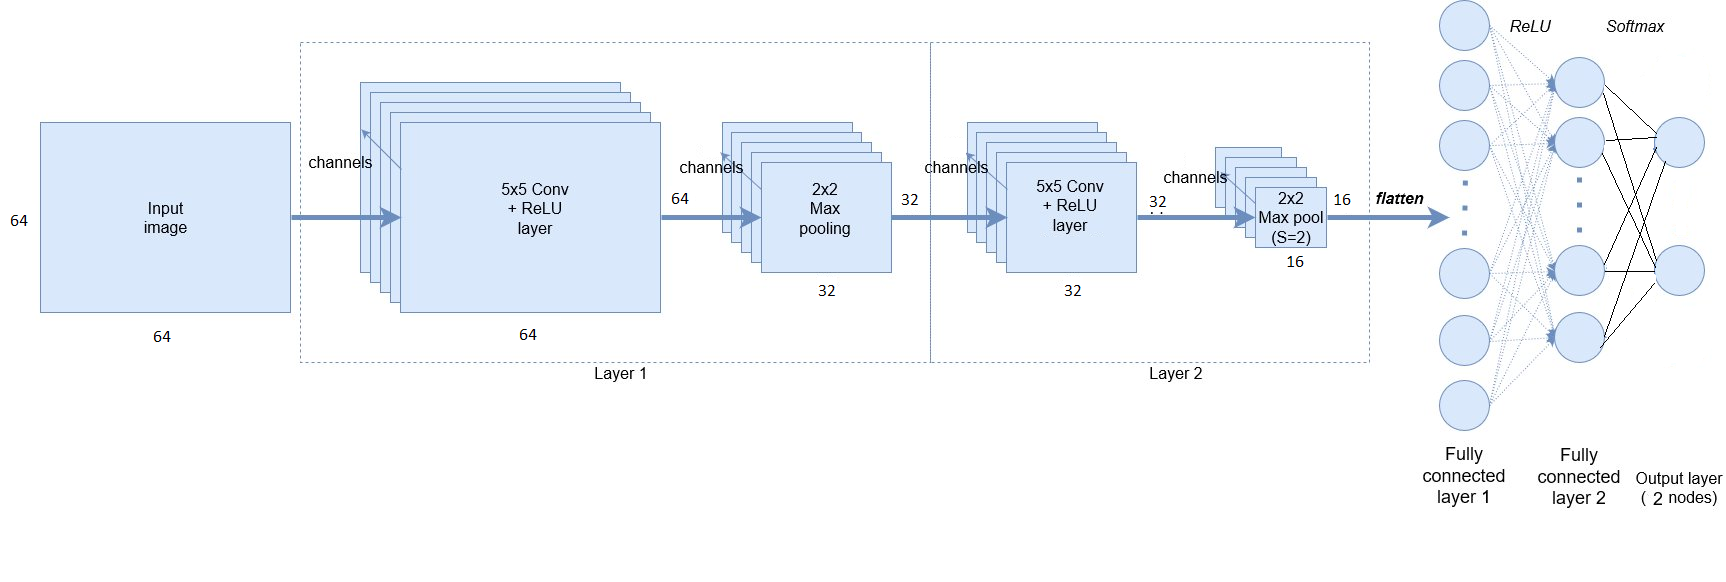 ReLU
Softmax
channels
channels
channels
channels
Input
image
5x5 Conv
+ ReLU
layer
2x2
Max
pooling
5x5 Conv
+ ReLU
layer
2x2
Max pool
(S=2)
64
64
64
64
32
32
32
32
16
16
flatten
Layer 1
Layer 2
Fully
connected
layer 1
Fully
connected
layer 2
Output layer
( 2 nodes)